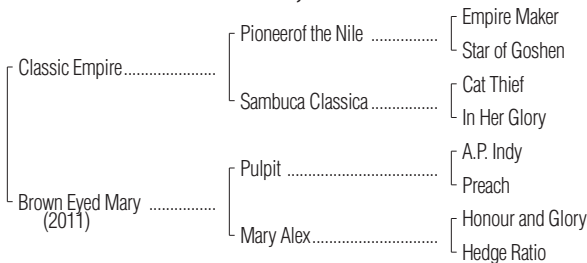 Empire Maker
Pioneerof the Nile ................
Star of Goshen
Classic Empire......................
Cat Thief
Sambuca Classica ................
In Her Glory
A.P. Indy
Pulpit ...................................
Preach
Brown Eyed Mary ................
(2011)
Honour and Glory
Mary Alex.............................
Hedge Ratio